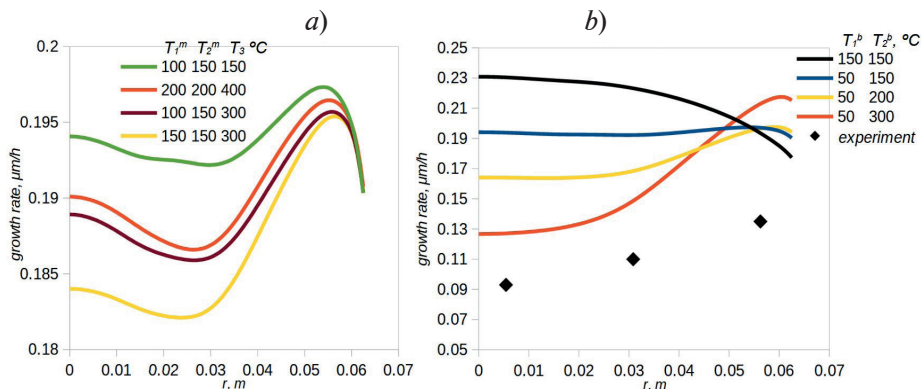 a)
T₁ᵐ T₂ᵐ T₃ ºC
100 150 150
200 200 400
100 150 300
150 150 300
growth rate, μm/h
0.2
0.195
0.19
0.185
0.18
0 0.01 0.02 0.03 0.04 0.05 0.06 0.07
r, m
b)
T₁ᵇ T₂ᵇ, ºC
150 150
50 150
50 200
50 300
experiment
growth rate, μm/h
0.25
0.23
0.21
0.19
0.17
0.15
0.13
0.11
0.09
0.07
0.05
0 0.01 0.02 0.03 0.04 0.05 0.06 0.07
r, m